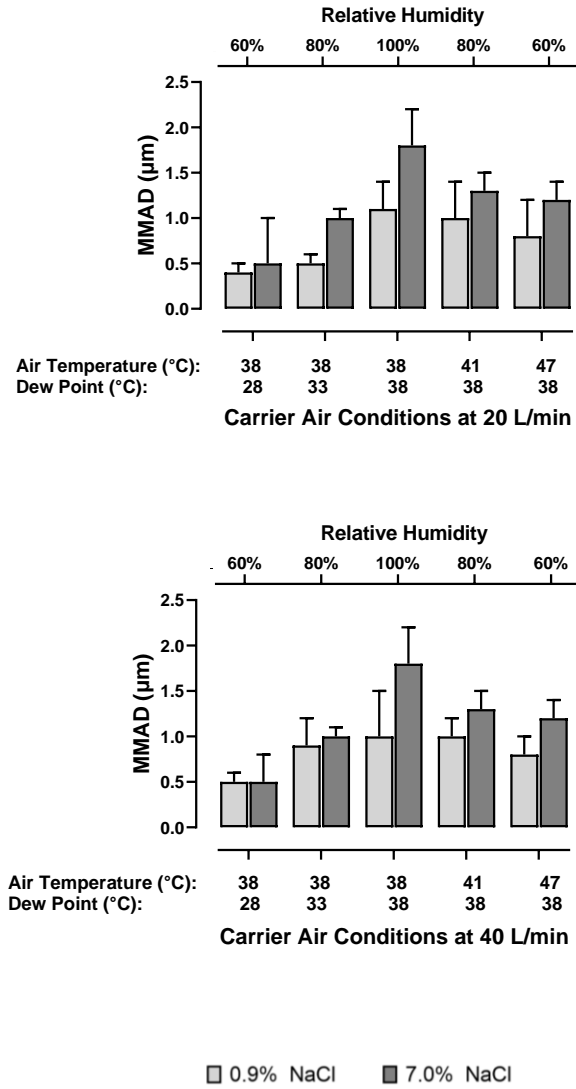 Relative Humidity
60% 80% 100% 80% 60%
2.5
2.0
1.5
1.0
0.5
0.0
MMAD (µm)
Air Temperature (°C): 38 38 38 41 47
Dew Point (°C): 28 33 38 38 38
Carrier Air Conditions at 20 L/min
Relative Humidity
60% 80% 100% 80% 60%
2.5
2.0
1.5
1.0
0.5
0.0
MMAD (µm)
Air Temperature (°C): 38 38 38 41 47
Dew Point (°C): 28 33 38 38 38
Carrier Air Conditions at 40 L/min
0.9% NaCl 7.0% NaCl